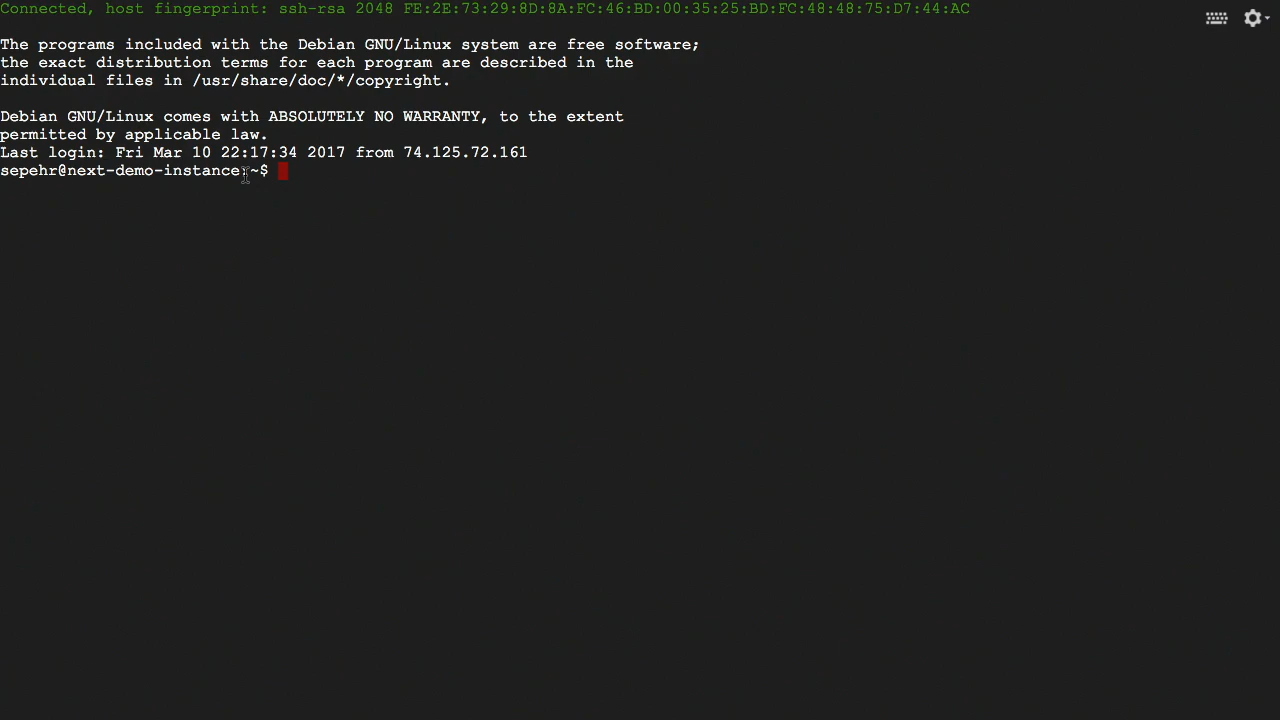 Connected, host fingerprint: ssh-rsa 2048 FE:2E:73:29:8D:8A:FC:46:BD:00:35:25:BD:FC:48:48:75:D7:44:AC
The programs included with the Debian GNU/Linux system are free software;
the exact distribution terms for each program are described in the
individual files in /usr/share/doc/*/copyright.
Debian GNU/Linux comes with ABSOLUTELY NO WARRANTY, to the extent
permitted by applicable law.
Last login: Fri Mar 10 22:17:34 2017 from 74.125.72.161
sepehr@next-demo-instance:~$